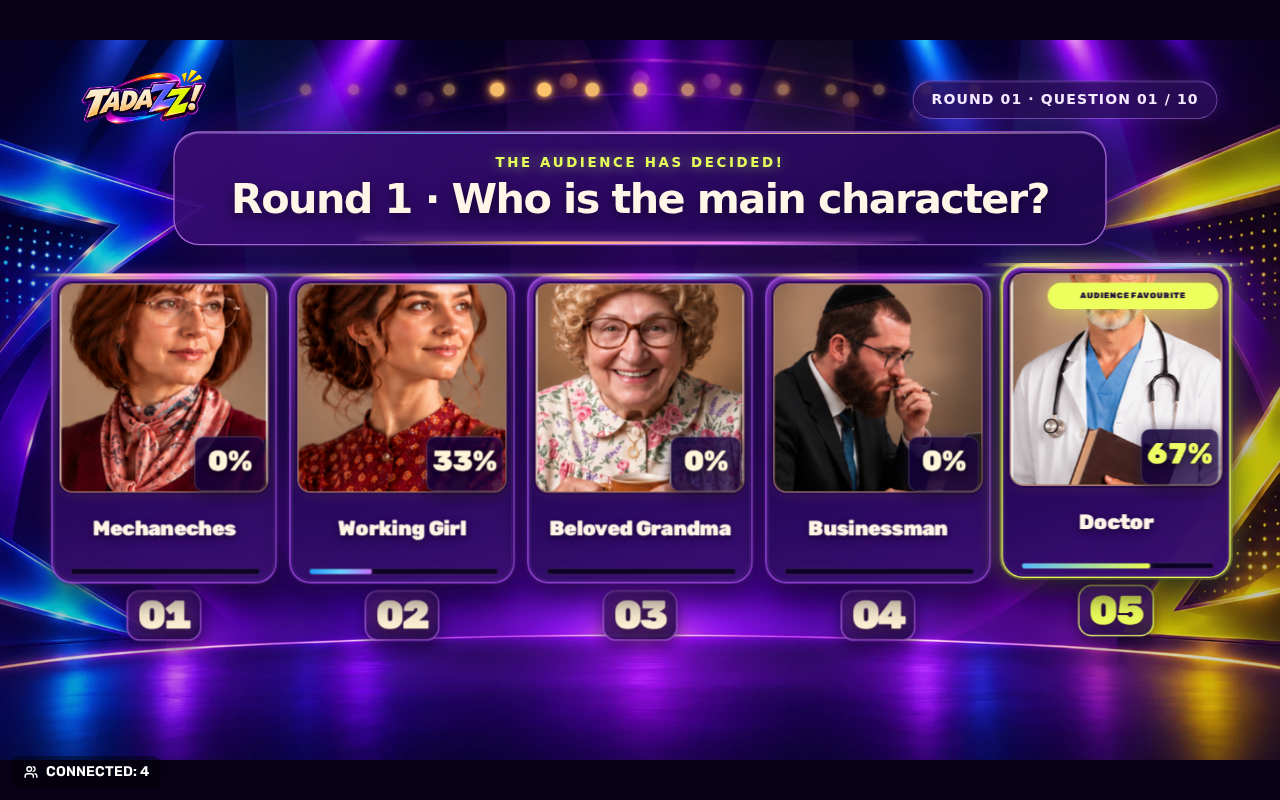 TADAZZ!
ROUND 01 · QUESTION 01 / 10
THE AUDIENCE HAS DECIDED!
Round 1 · Who is the main character?
AUDIENCE FAVOURITE
0%
33%
0%
0%
67%
Mechaneches
Working Girl
Beloved Grandma
Businessman
Doctor
01
02
03
04
05
CONNECTED: 4